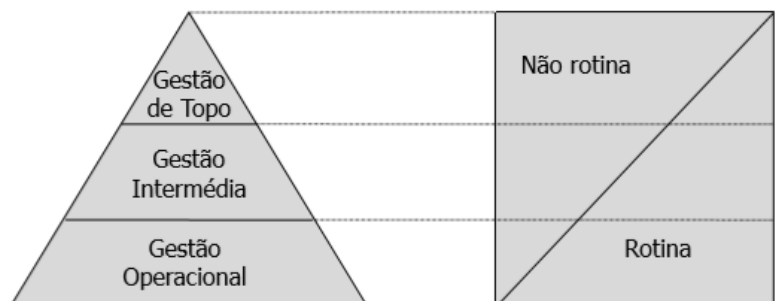 Gestão
de Topo
Gestão
Intermédia
Gestão
Operacional
Não rotina
Rotina